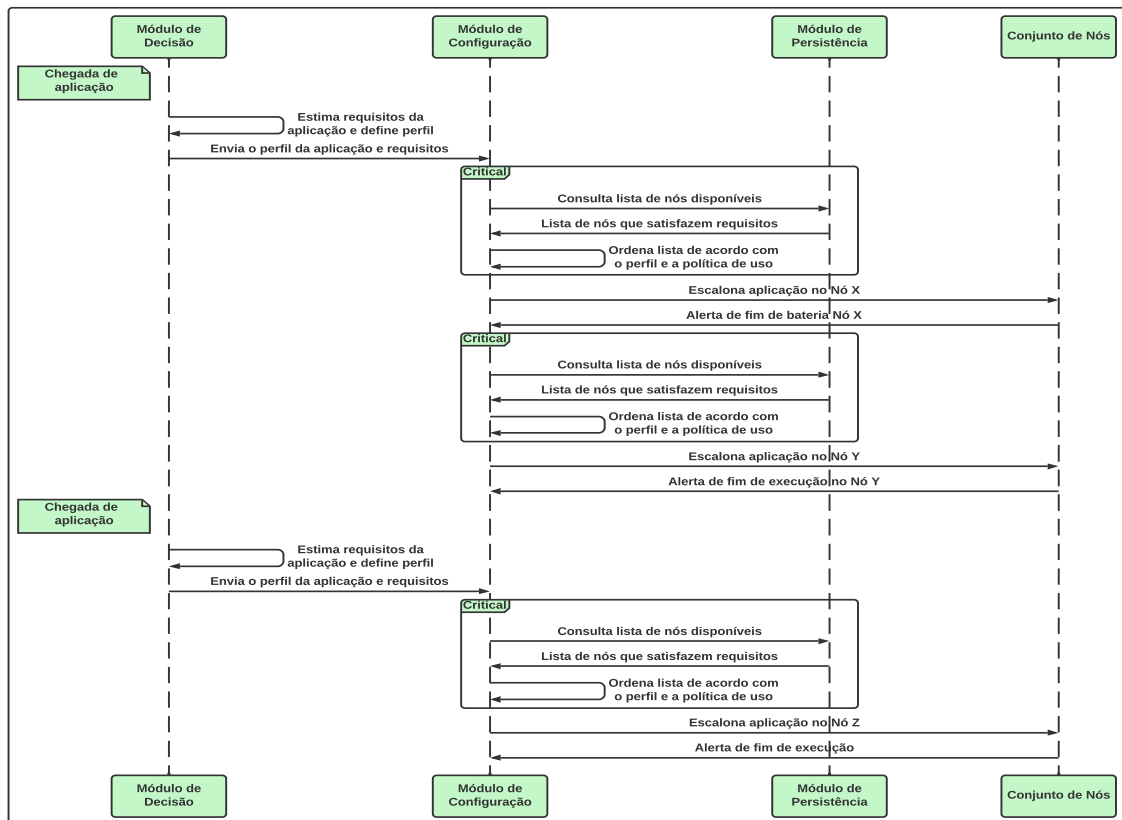 Módulo de
Decisão
Módulo de
Configuração
Módulo de
Persistência
Conjunto de Nós
Chegada de
aplicação
Estima requisitos da
aplicação e define perfil
Envia o perfil da aplicação e requisitos
Critical
Consulta lista de nós disponíveis
Lista de nós que satisfazem requisitos
Ordena lista de acordo com
o perfil e a política de uso
Escalona aplicação no Nó X
Alerta de fim de bateria Nó X
Critical
Consulta lista de nós disponíveis
Lista de nós que satisfazem requisitos
Ordena lista de acordo com
o perfil e a política de uso
Escalona aplicação no Nó Y
Alerta de fim de execução no Nó Y
Chegada de
aplicação
Estima requisitos da
aplicação e define perfil
Envia o perfil da aplicação e requisitos
Critical
Consulta lista de nós disponíveis
Lista de nós que satisfazem requisitos
Ordena lista de acordo com
o perfil e a política de uso
Escalona aplicação no Nó Z
Alerta de fim de execução
Módulo de
Decisão
Módulo de
Configuração
Módulo de
Persistência
Conjunto de Nós